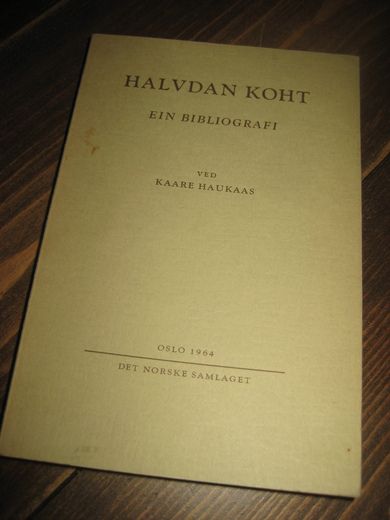 HALVDAN KOHT
EIN BIBLIOGRAFI
VED
KAARE HAUKAAS
OSLO 1964
DET NORSKE SAMLAGET